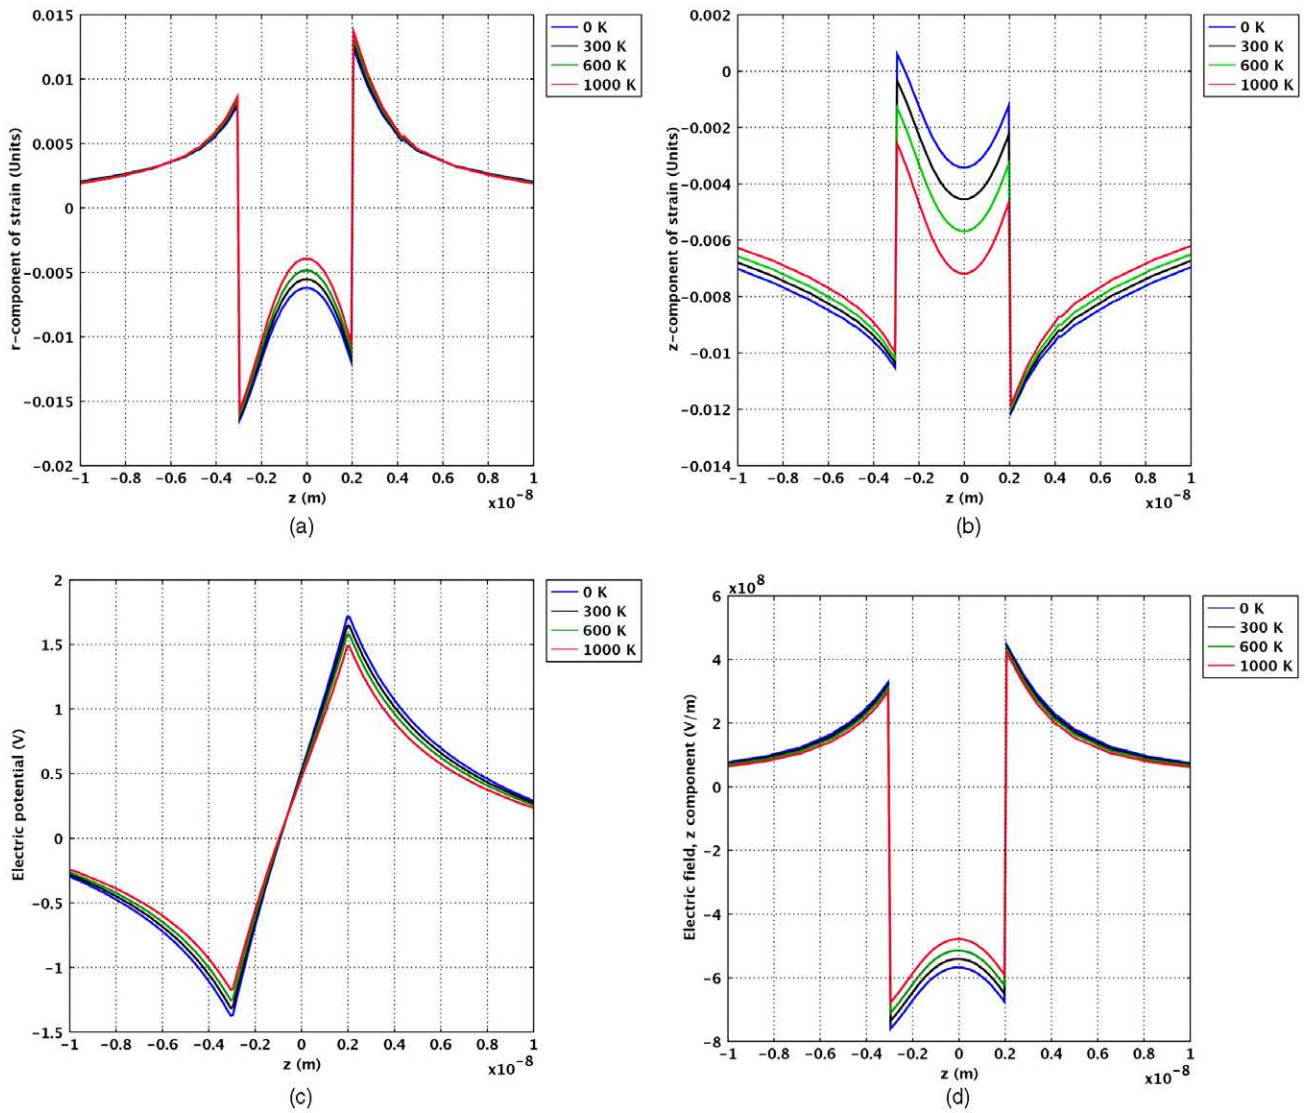 0.015
0.01
0.005
0
−0.005
−0.01
−0.015
−0.02
r-component of strain (Units)
−1 −0.8 −0.6 −0.4 −0.2 0 0.2 0.4 0.6 0.8 1
z (m)
x10⁻⁸
0 K
300 K
600 K
1000 K
(a)
0.002
0
−0.002
−0.004
−0.006
−0.008
−0.01
−0.012
−0.014
z-component of strain (Units)
−1 −0.8 −0.6 −0.4 −0.2 0 0.2 0.4 0.6 0.8 1
z (m)
x10⁻⁸
0 K
300 K
600 K
1000 K
(b)
2
1.5
1
0.5
0
−0.5
−1
−1.5
Electric potential (V)
−1 −0.8 −0.6 −0.4 −0.2 0 0.2 0.4 0.6 0.8 1
z (m)
x10⁻⁸
0 K
300 K
600 K
1000 K
(c)
x10⁸
6
4
2
0
−2
−4
−6
−8
Electric field, z component (V/m)
−1 −0.8 −0.6 −0.4 −0.2 0 0.2 0.4 0.6 0.8 1
z (m)
x10⁻⁸
0 K
300 K
600 K
1000 K
(d)